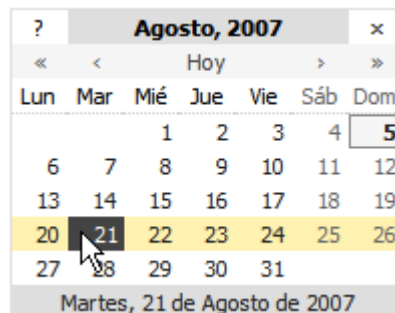 ? Agosto, 2007 ×
« ‹ Hoy › »
Lun Mar Mié Jue Vie Sáb Dom
1 2 3 4 5
6 7 8 9 10 11 12
13 14 15 16 17 18 19
20 21 22 23 24 25 26
27 28 29 30 31
Martes, 21 de Agosto de 2007